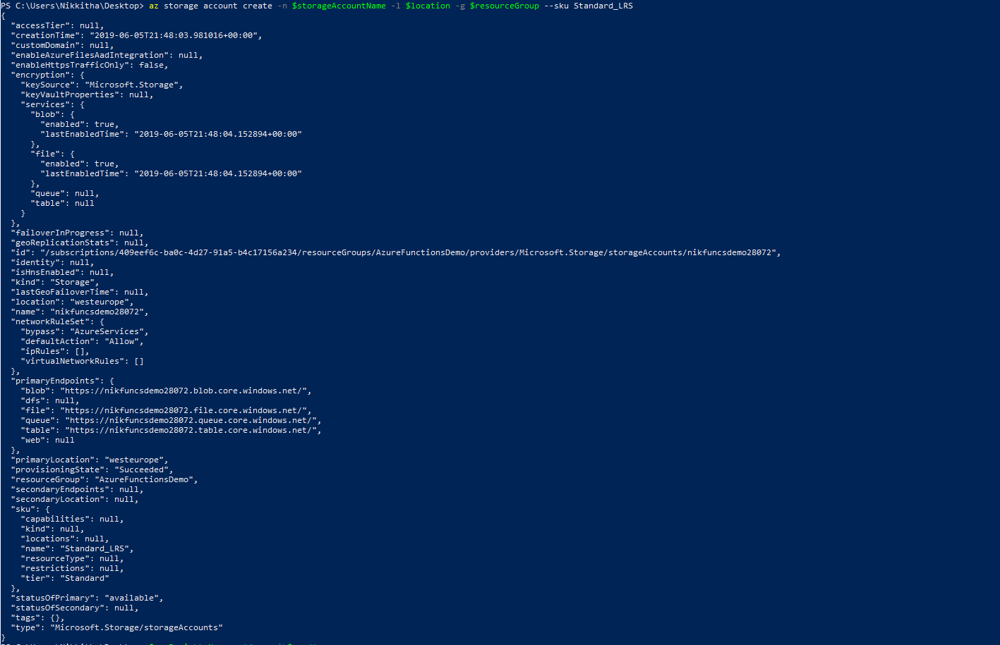 PS C:\Users\Nikkitha\Desktop> az storage account create -n $storageAccountName -l $location -g $resourceGroup --sku Standard_LRS
{
  "accessTier": null,
  "creationTime": "2019-06-05T21:48:03.981016+00:00",
  "customDomain": null,
  "enableAzureFilesAadIntegration": null,
  "enableHttpsTrafficOnly": false,
  "encryption": {
    "keySource": "Microsoft.Storage",
    "keyVaultProperties": null,
    "services": {
      "blob": {
        "enabled": true,
        "lastEnabledTime": "2019-06-05T21:48:04.152894+00:00"
      },
      "file": {
        "enabled": true,
        "lastEnabledTime": "2019-06-05T21:48:04.152894+00:00"
      },
      "queue": null,
      "table": null
    }
  },
  "failoverInProgress": null,
  "geoReplicationStats": null,
  "id": "/subscriptions/409eef6c-ba0c-4d27-91a5-b4c17156a234/resourceGroups/AzureFunctionsDemo/providers/Microsoft.Storage/storageAccounts/nikfuncsdemo28072",
  "identity": null,
  "isHnsEnabled": null,
  "kind": "Storage",
  "lastGeoFailoverTime": null,
  "location": "westeurope",
  "name": "nikfuncsdemo28072",
  "networkRuleSet": {
    "bypass": "AzureServices",
    "defaultAction": "Allow",
    "ipRules": [],
    "virtualNetworkRules": []
  },
  "primaryEndpoints": {
    "blob": "https://nikfuncsdemo28072.blob.core.windows.net/",
    "dfs": null,
    "file": "https://nikfuncsdemo28072.file.core.windows.net/",
    "queue": "https://nikfuncsdemo28072.queue.core.windows.net/",
    "table": "https://nikfuncsdemo28072.table.core.windows.net/",
    "web": null
  },
  "primaryLocation": "westeurope",
  "provisioningState": "Succeeded",
  "resourceGroup": "AzureFunctionsDemo",
  "secondaryEndpoints": null,
  "secondaryLocation": null,
  "sku": {
    "capabilities": null,
    "kind": null,
    "locations": null,
    "name": "Standard_LRS",
    "resourceType": null,
    "restrictions": null,
    "tier": "Standard"
  },
  "statusOfPrimary": "available",
  "statusOfSecondary": null,
  "tags": {},
  "type": "Microsoft.Storage/storageAccounts"
}